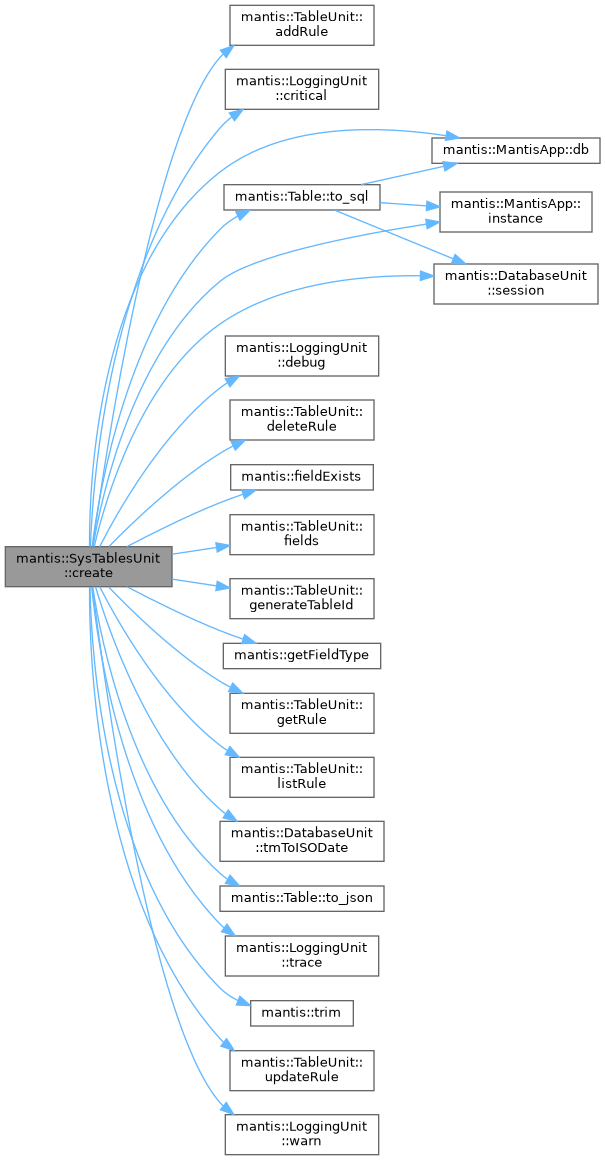 mantis::TableUnit::
addRule
mantis::LoggingUnit
::critical
mantis::MantisApp::db
mantis::Table::to_sql
mantis::MantisApp::
instance
mantis::DatabaseUnit
::session
mantis::LoggingUnit
::debug
mantis::TableUnit::
deleteRule
mantis::fieldExists
mantis::TableUnit::
fields
mantis::SysTablesUnit
::create
mantis::TableUnit::
generateTableId
mantis::getFieldType
mantis::TableUnit::
getRule
mantis::TableUnit::
listRule
mantis::DatabaseUnit
::tmToISODate
mantis::Table::to_json
mantis::LoggingUnit
::trace
mantis::trim
mantis::TableUnit::
updateRule
mantis::LoggingUnit
::warn